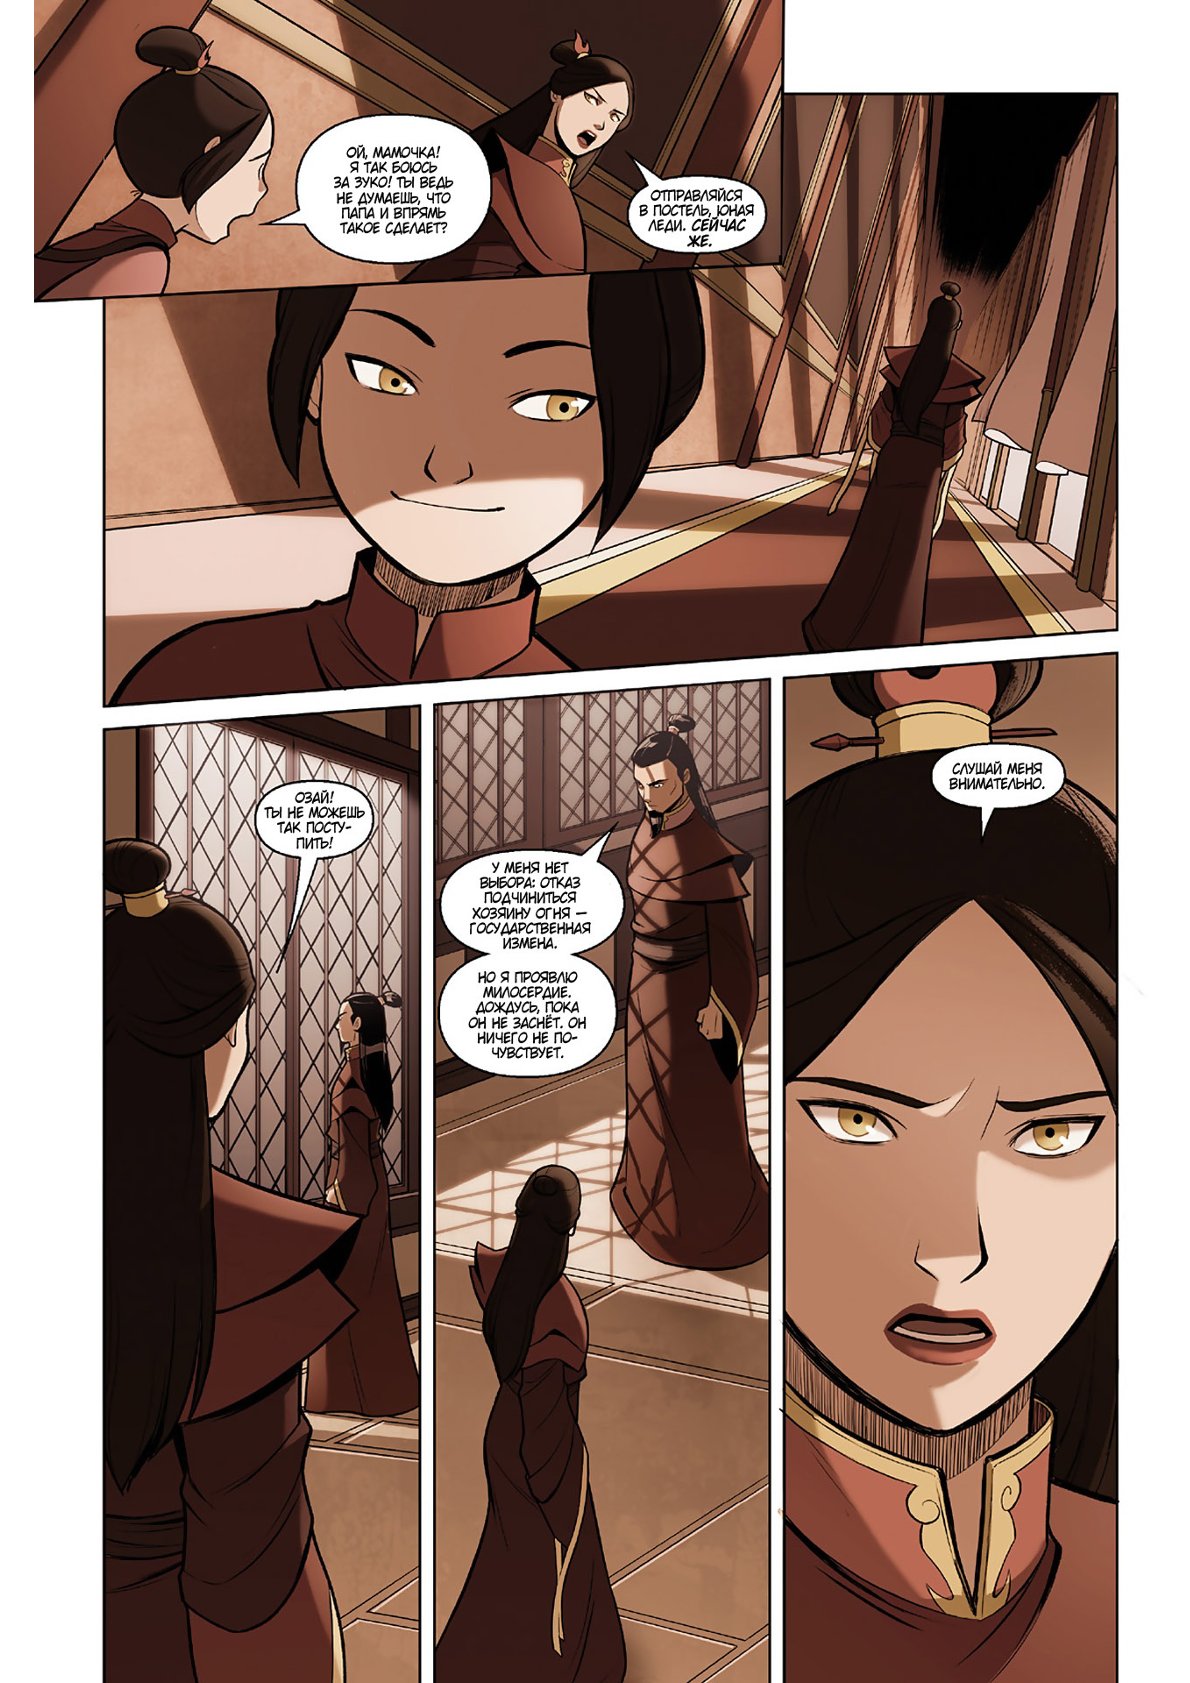 ОЙ, МАМОЧКА!
Я ТАК БОЮСЬ
ЗА ЗУКО! ТЫ ВЕДЬ
НЕ ДУМАЕШЬ, ЧТО
ПАПА И ВПРЯМЬ
ТАКОЕ СДЕЛАЕТ?
ОТПРАВЛЯЙСЯ
В ПОСТЕЛЬ, ЮНАЯ
ЛЕДИ. СЕЙЧАС
ЖЕ.
ОЗАЙ!
ТЫ НЕ МОЖЕШЬ
ТАК ПОСТУ-
ПИТЬ!
У МЕНЯ НЕТ
ВЫБОРА: ОТКАЗ
ПОДЧИНИТЬСЯ
ХОЗЯИНУ ОГНЯ —
ГОСУДАРСТВЕННАЯ
ИЗМЕНА.
НО Я ПРОЯВЛЮ
МИЛОСЕРДИЕ.
ДОЖДУСЬ, ПОКА
ОН НЕ ЗАСНЁТ. ОН
НИЧЕГО НЕ ПО-
ЧУВСТВУЕТ.
СЛУШАЙ МЕНЯ
ВНИМАТЕЛЬНО.